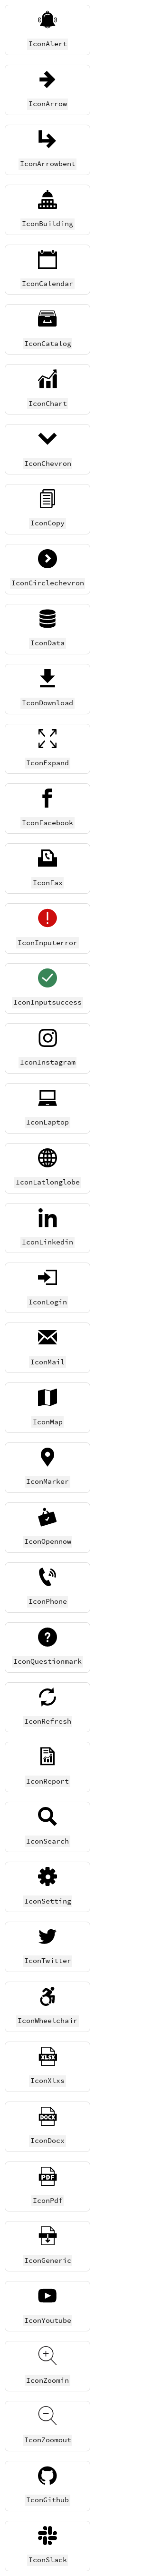 IconAlert
IconArrow
IconArrowbent
IconBuilding
IconCalendar
IconCatalog
IconChart
IconChevron
IconCopy
IconCirclechevron
IconData
IconDownload
IconExpand
IconFacebook
IconFax
IconInputerror
IconInputsuccess
IconInstagram
IconLaptop
IconLatlonglobe
IconLinkedin
IconLogin
IconMail
IconMap
IconMarker
IconOpennow
IconPhone
IconQuestionmark
IconRefresh
IconReport
IconSearch
IconSetting
IconTwitter
IconWheelchair
XLSX
IconXlxs
DOCX
IconDocx
PDF
IconPdf
IconGeneric
IconYoutube
IconZoomin
IconZoomout
IconGithub
IconSlack